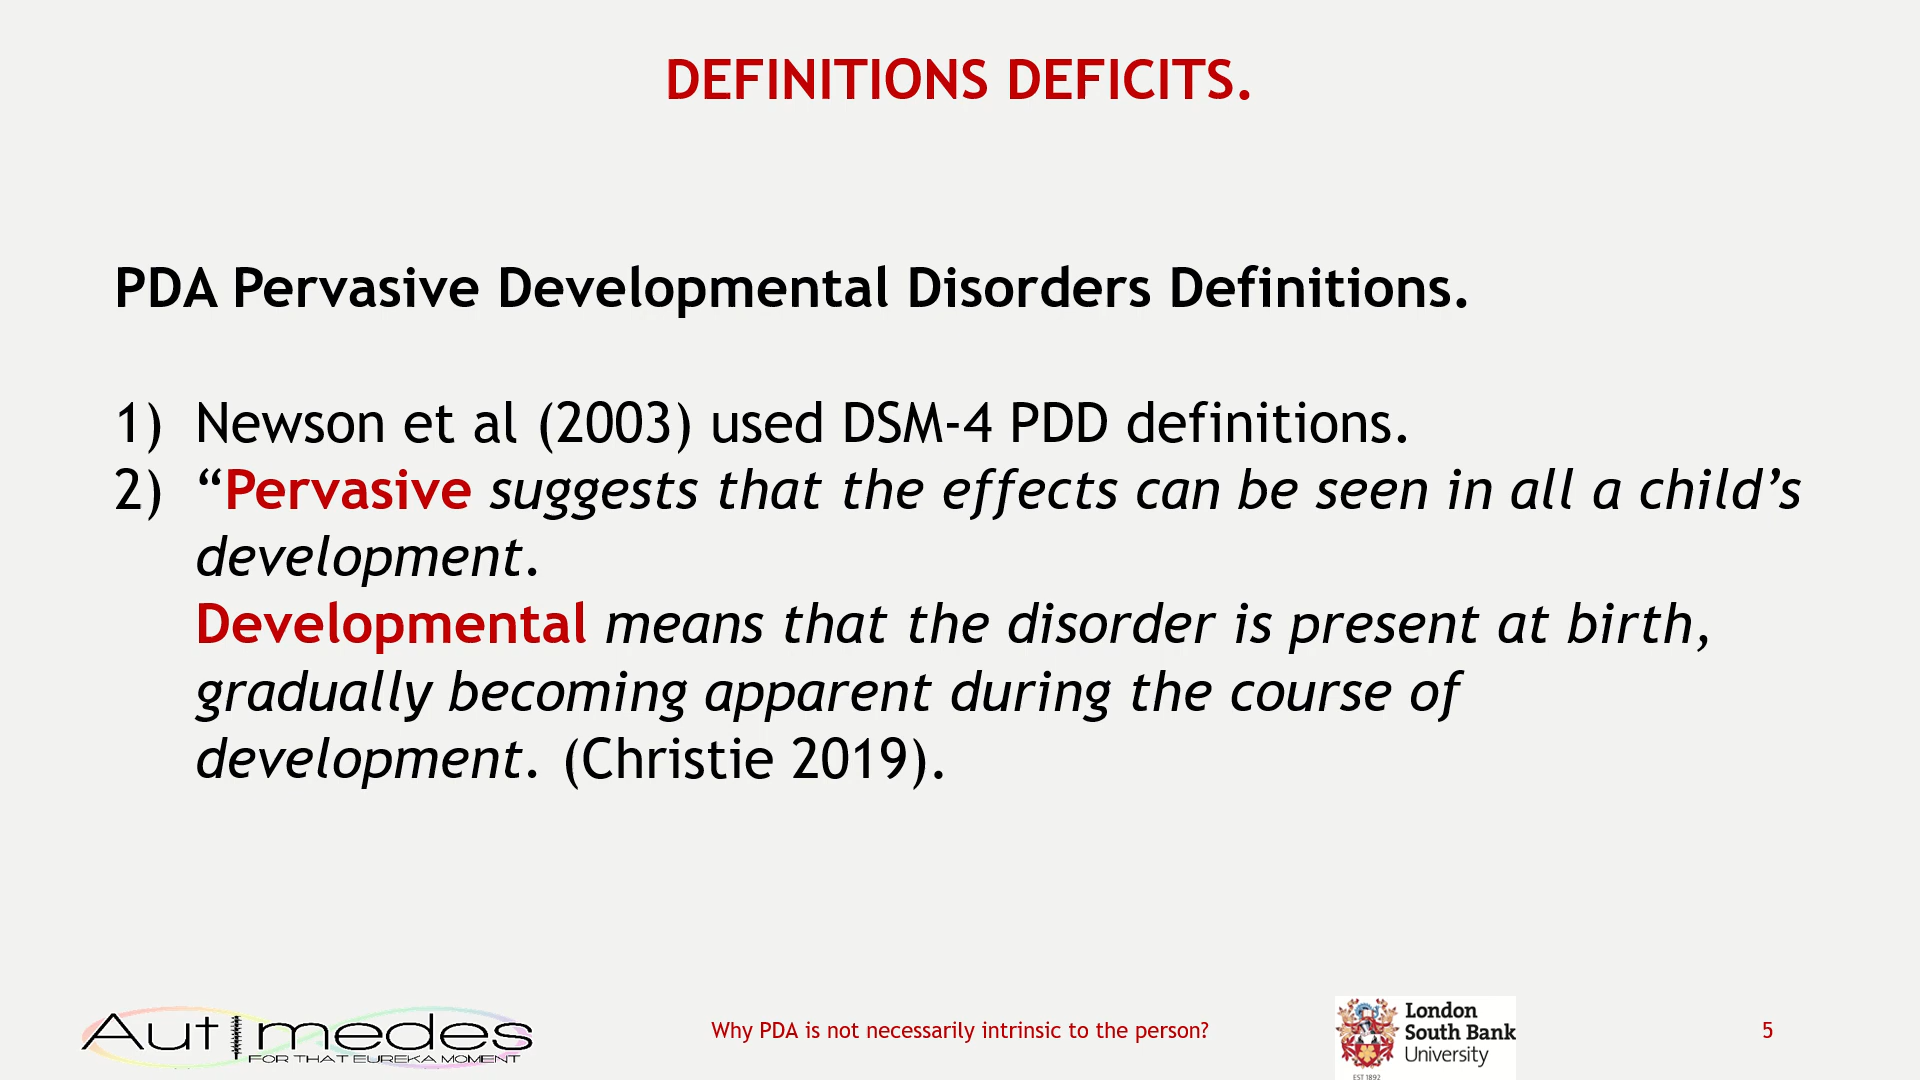 DEFINITIONS DEFICITS.
PDA Pervasive Developmental Disorders Definitions.
1) Newson et al (2003) used DSM-4 PDD definitions.
2) “Pervasive suggests that the effects can be seen in all a child’s
development.
Developmental means that the disorder is present at birth,
gradually becoming apparent during the course of
development. (Christie 2019).
Autimedes
FOR THAT EUREKA MOMENT
Why PDA is not necessarily intrinsic to the person?
London
South Bank
University
EST 1892
5